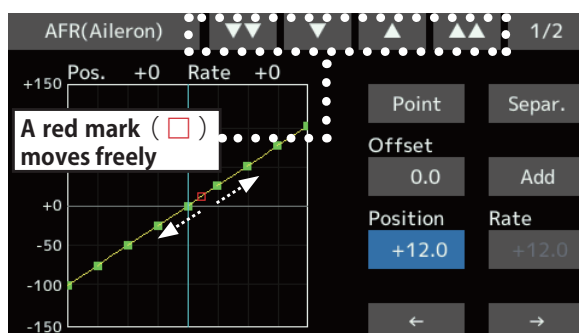 AFR(Aileron) ▼▼ ▼ ▲ ▲▲ 1/2
Pos. +0 Rate +0
+150
A red mark (□)
moves freely
Point Separ.
Offset
0.0 Add
+0
Position Rate
+12.0 +12.0
-50
-100
-150
← →